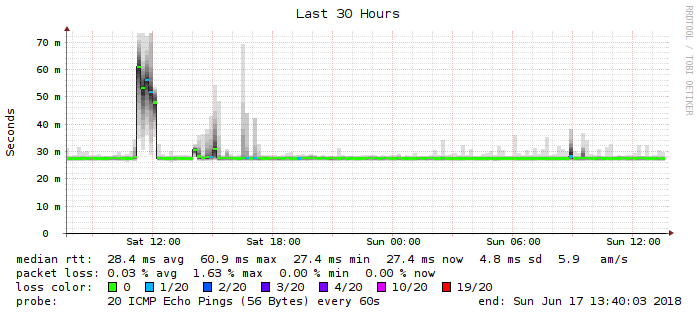 Last 30 Hours
RRDTOOL / TOBI OETIKER
Seconds
70 m
60 m
50 m
40 m
30 m
20 m
10 m
0
Sat 12:00 Sat 18:00 Sun 00:00 Sun 06:00 Sun 12:00
median rtt: 28.4 ms avg 60.9 ms max 27.4 ms min 27.4 ms now 4.8 ms sd 5.9 am/s
packet loss: 0.03 % avg 1.63 % max 0.00 % min 0.00 % now
loss color: 0 1/20 2/20 3/20 4/20 10/20 19/20
probe: 20 ICMP Echo Pings (56 Bytes) every 60s end: Sun Jun 17 13:40:03 2018